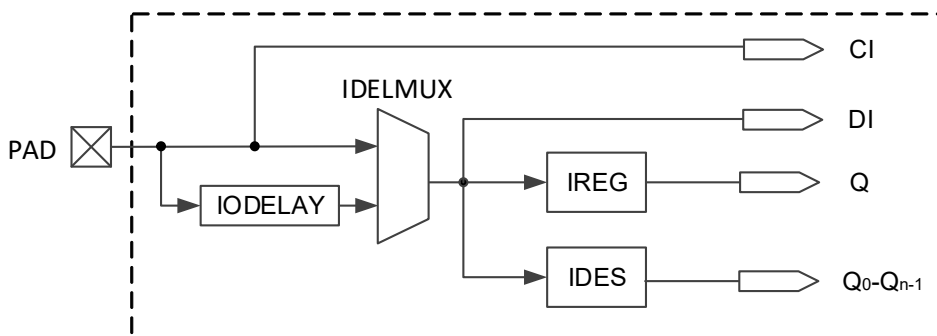 CI
IDELMUX
DI
PAD
IREG
Q
IODELAY
IDES
Q0-Qn-1